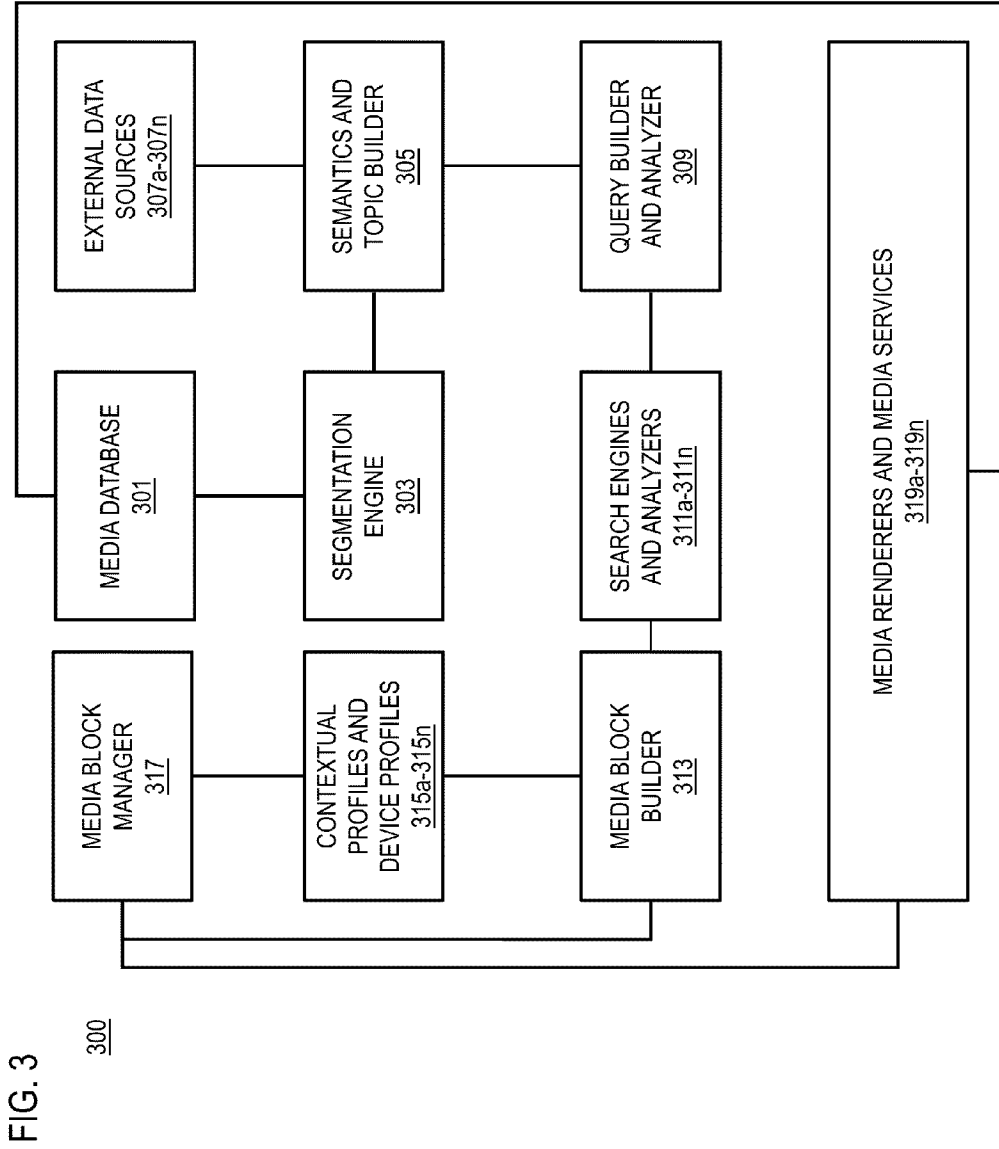 FIG. 3
300
MEDIA BLOCK
MANAGER
317
MEDIA DATABASE
301
EXTERNAL DATA
SOURCES
307a-307n
CONTEXTUAL
PROFILES AND
DEVICE PROFILES
315a-315n
SEGMENTATION
ENGINE
303
SEMANTICS AND
TOPIC BUILDER
305
MEDIA BLOCK
BUILDER
313
SEARCH ENGINES
AND ANALYZERS
311a-311n
QUERY BUILDER
AND ANALYZER
309
MEDIA RENDERERS AND MEDIA SERVICES
319a-319n